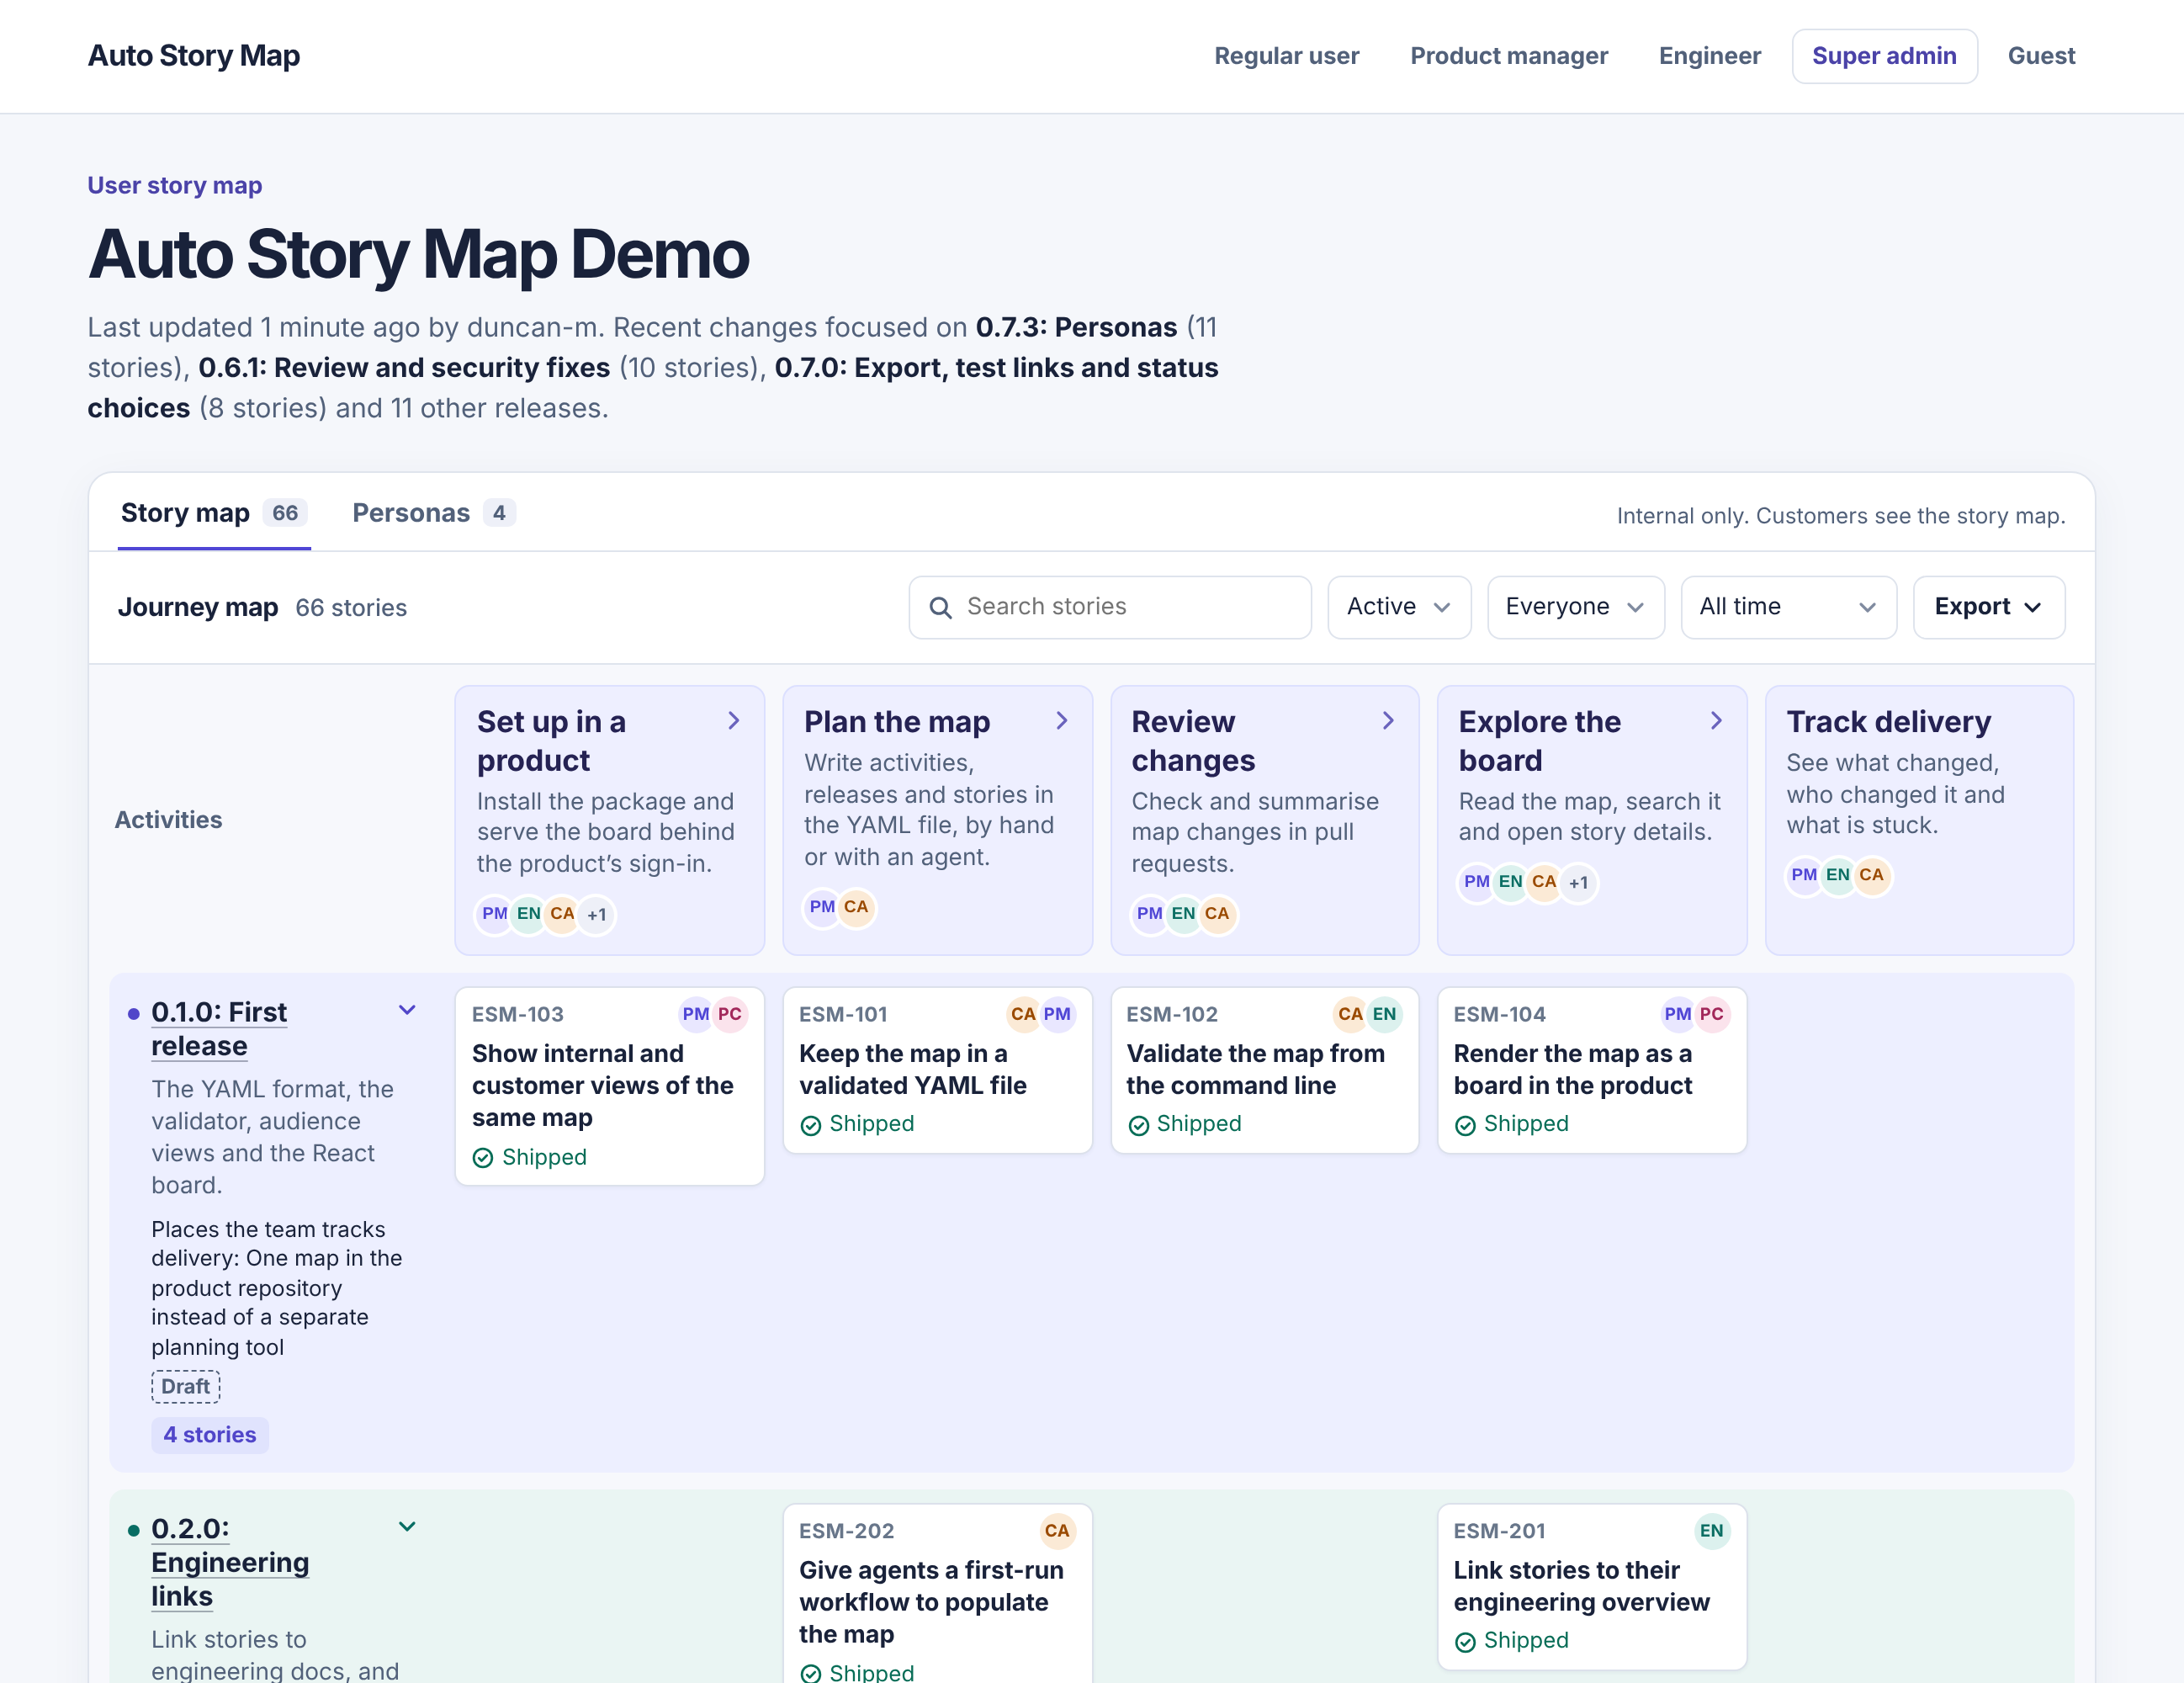 Auto Story Map
Regular user
Product manager
Engineer
Super admin
Guest
User story map
Auto Story Map Demo
Last updated 1 minute ago by duncan-m. Recent changes focused on 0.7.3: Personas (11
stories), 0.6.1: Review and security fixes (10 stories), 0.7.0: Export, test links and status
choices (8 stories) and 11 other releases.
Story map 66
Personas 4
Internal only. Customers see the story map.
Journey map 66 stories
Search stories
Active
Everyone
All time
Export
Activities
Set up in a
product
Install the package and
serve the board behind
the product’s sign-in.
PM EN CA +1
Plan the map
Write activities,
releases and stories in
the YAML file, by hand
or with an agent.
PM CA
Review
changes
Check and summarise
map changes in pull
requests.
PM EN CA
Explore the
board
Read the map, search it
and open story details.
PM EN CA +1
Track delivery
See what changed,
who changed it and
what is stuck.
PM EN CA
0.1.0: First
release
The YAML format, the
validator, audience
views and the React
board.
Places the team tracks
delivery: One map in the
product repository
instead of a separate
planning tool
Draft
4 stories
ESM-103 PM PC
Show internal and
customer views of the
same map
Shipped
ESM-101 CA PM
Keep the map in a
validated YAML file
Shipped
ESM-102 CA EN
Validate the map from
the command line
Shipped
ESM-104 PM PC
Render the map as a
board in the product
Shipped
0.2.0:
Engineering
links
Link stories to
engineering docs, and
ESM-202 CA
Give agents a first-run
workflow to populate
the map
Shipped
ESM-201 EN
Link stories to their
engineering overview
Shipped